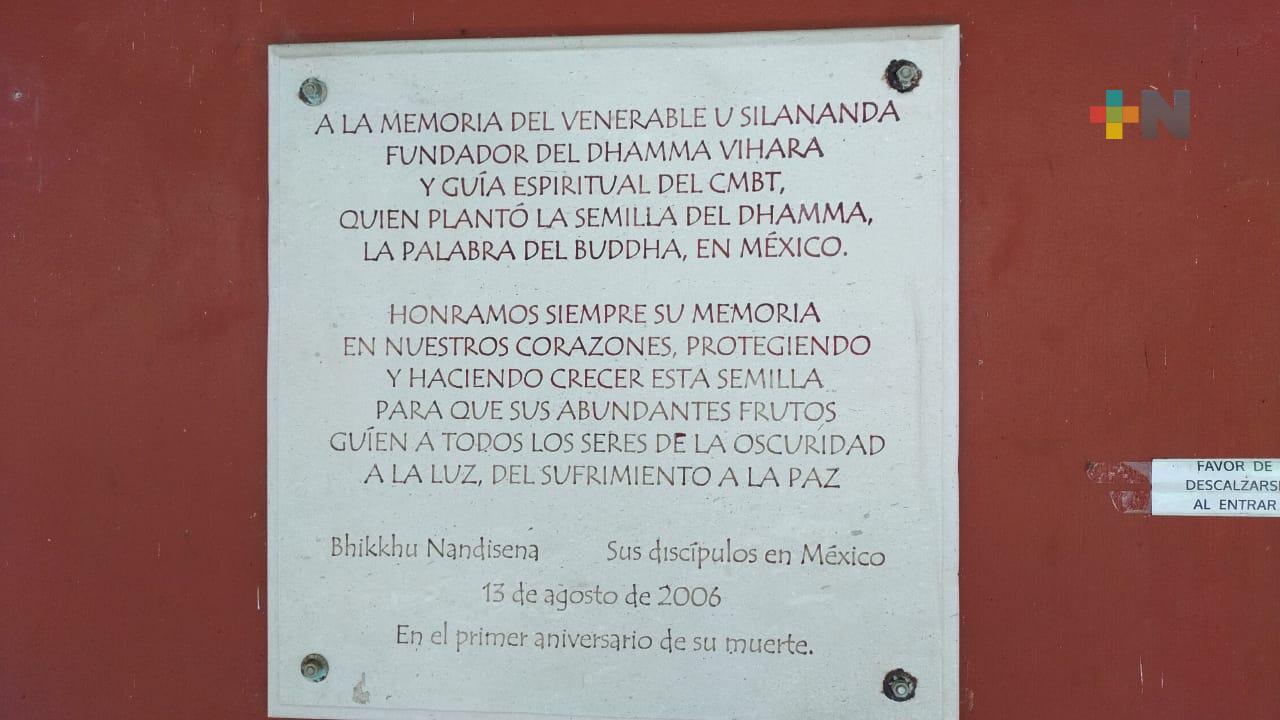 A LA MEMORIA DEL VENERABLE U SILANANDA
FUNDADOR DEL DHAMMA VIHARA
Y GUÍA ESPIRITUAL DEL CMBT,
QUIEN PLANTÓ LA SEMILLA DEL DHAMMA,
LA PALABRA DEL BUDDHA, EN MÉXICO.
HONRAMOS SIEMPRE SU MEMORIA
EN NUESTROS CORAZONES, PROTEGIENDO
Y HACIENDO CRECER ESTA SEMILLA
PARA QUE SUS ABUNDANTES FRUTOS
GUÍEN A TODOS LOS SERES DE LA OSCURIDAD
A LA LUZ, DEL SUFRIMIENTO A LA PAZ
Bhikkhu Nandisena Sus discípulos en México
13 de agosto de 2006
En el primer aniversario de su muerte.
+N
FAVOR DE
DESCALZARS
AL ENTRAR